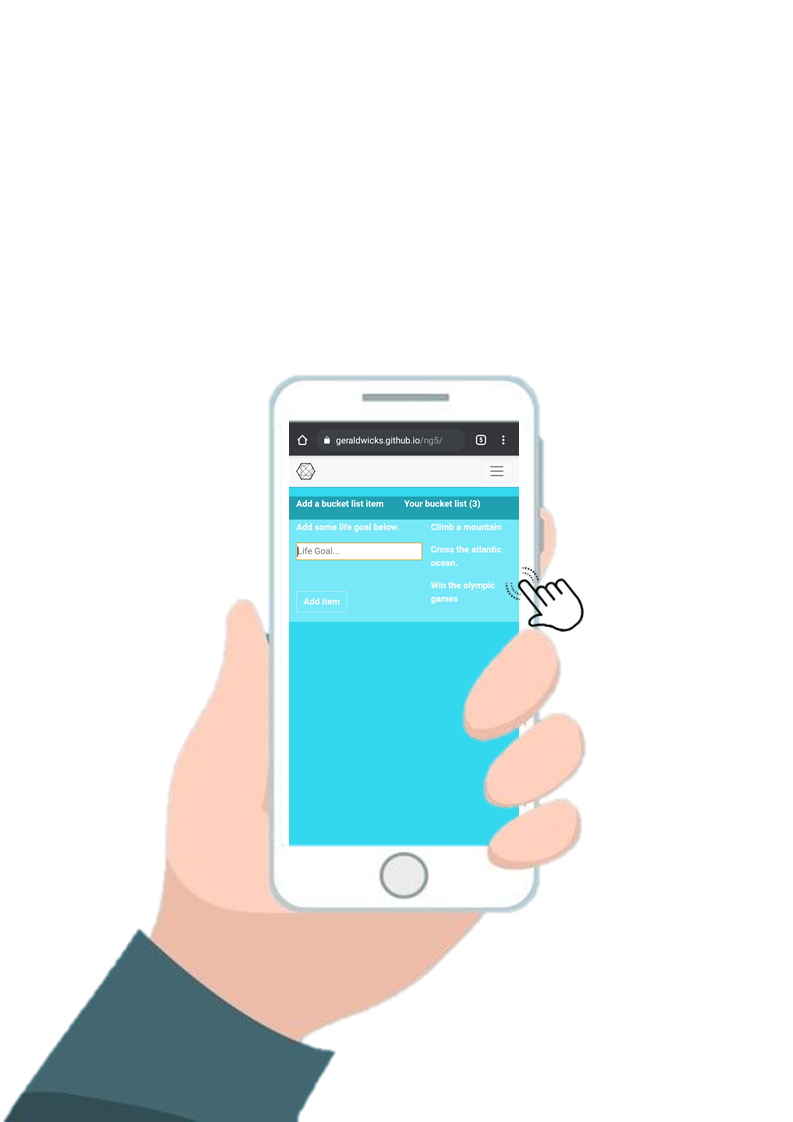 geraldwicks.github.io/ng5/
5
Add a bucket list item
Your bucket list (3)
Add some life goal below.
Life Goal...
Add item
Climb a mountain
Cross the atlantic
ocean.
Win the olympic
games